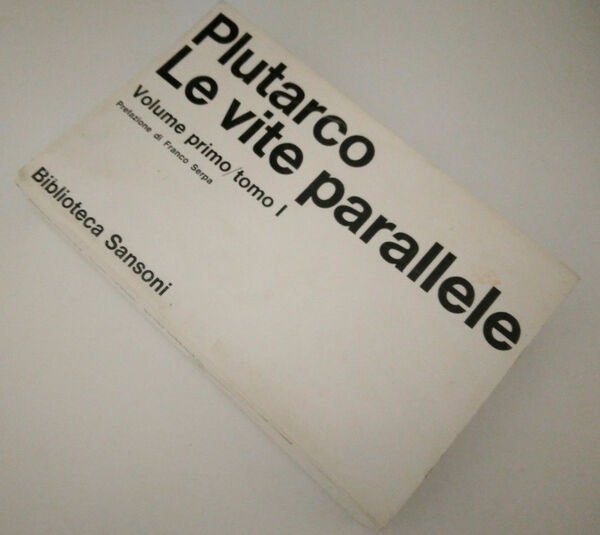 Plutarco
Le vite parallele
Volume primo/tomo I
Prefazione di Franco Serpa
Biblioteca Sansoni